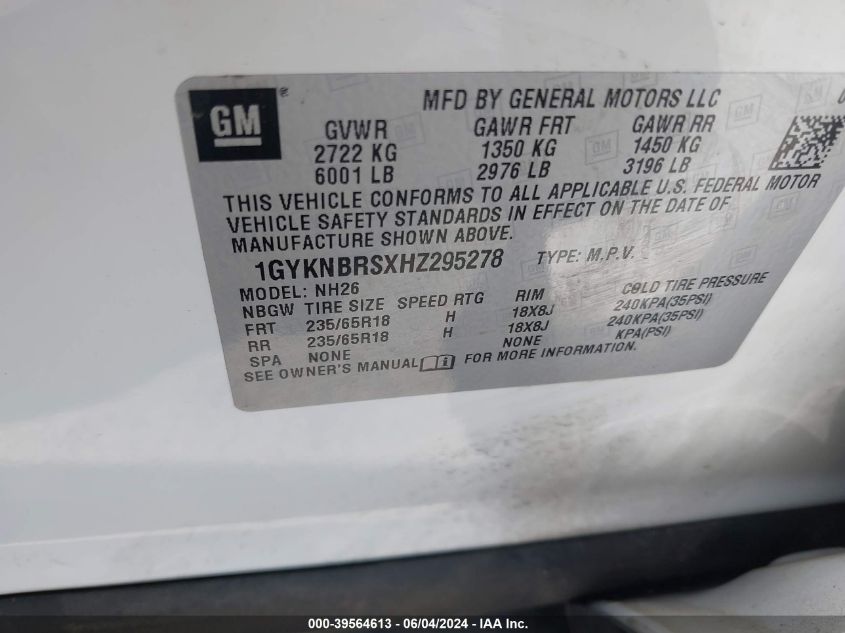 GM
MFD BY GENERAL MOTORS LLC
GVWR GAWR FRT GAWR RR
2722 KG 1350 KG 1450 KG
6001 LB 2976 LB 3196 LB
THIS VEHICLE CONFORMS TO ALL APPLICABLE U.S. FEDERAL MOTOR
VEHICLE SAFETY STANDARDS IN EFFECT ON THE DATE OF
MANUFACTURE SHOWN ABOVE.
1GYKNBRSXHZ295278 TYPE: M.P.V.
MODEL: NH26
NBGW TIRE SIZE SPEED RTG RIM COLD TIRE PRESSURE
FRT 235/65R18 H 18X8J 240KPA(35PSI)
RR 235/65R18 H 18X8J 240KPA(35PSI)
SPA NONE NONE KPA(PSI)
SEE OWNER'S MANUAL FOR MORE INFORMATION.
000-39564613 - 06/04/2024 - IAA Inc.